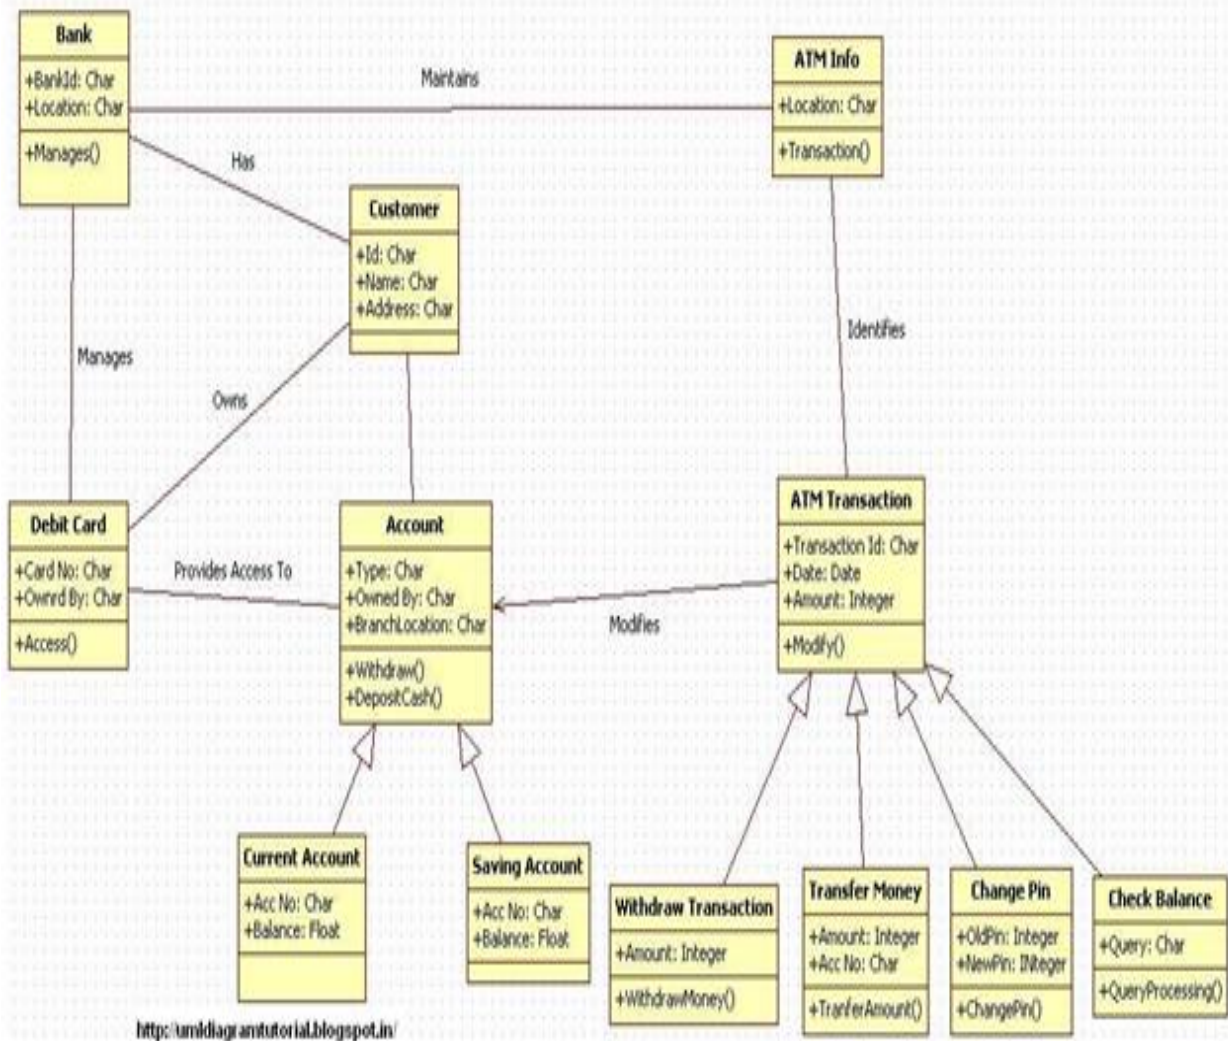 Bank
+BankId: Char
+Location: Char
+Manages()
Maintains
ATM Info
+Location: Char
+Transaction()
Has
Customer
+Id: Char
+Name: Char
+Address: Char
Manages
Owns
Identifies
Debit Card
+Card No: Char
+Ownrd By: Char
+Access()
Provides Access To
Account
+Type: Char
+Owned By: Char
+BranchLocation: Char
+Withdraw()
+DepositCash()
Modifies
ATM Transaction
+Transaction Id: Char
+Date: Date
+Amount: Integer
+Modify()
Current Account
+Acc No: Char
+Balance: Float
Saving Account
+Acc No: Char
+Balance: Float
Withdraw Transaction
+Amount: Integer
+WithdrawMoney()
Transfer Money
+Amount: Integer
+Acc No: Char
+TranferAmount()
Change Pin
+OldPin: Integer
+NewPin: INteger
+ChangePin()
Check Balance
+Query: Char
+QueryProcessing()
http://umldiagramtutorial.blogspot.in/